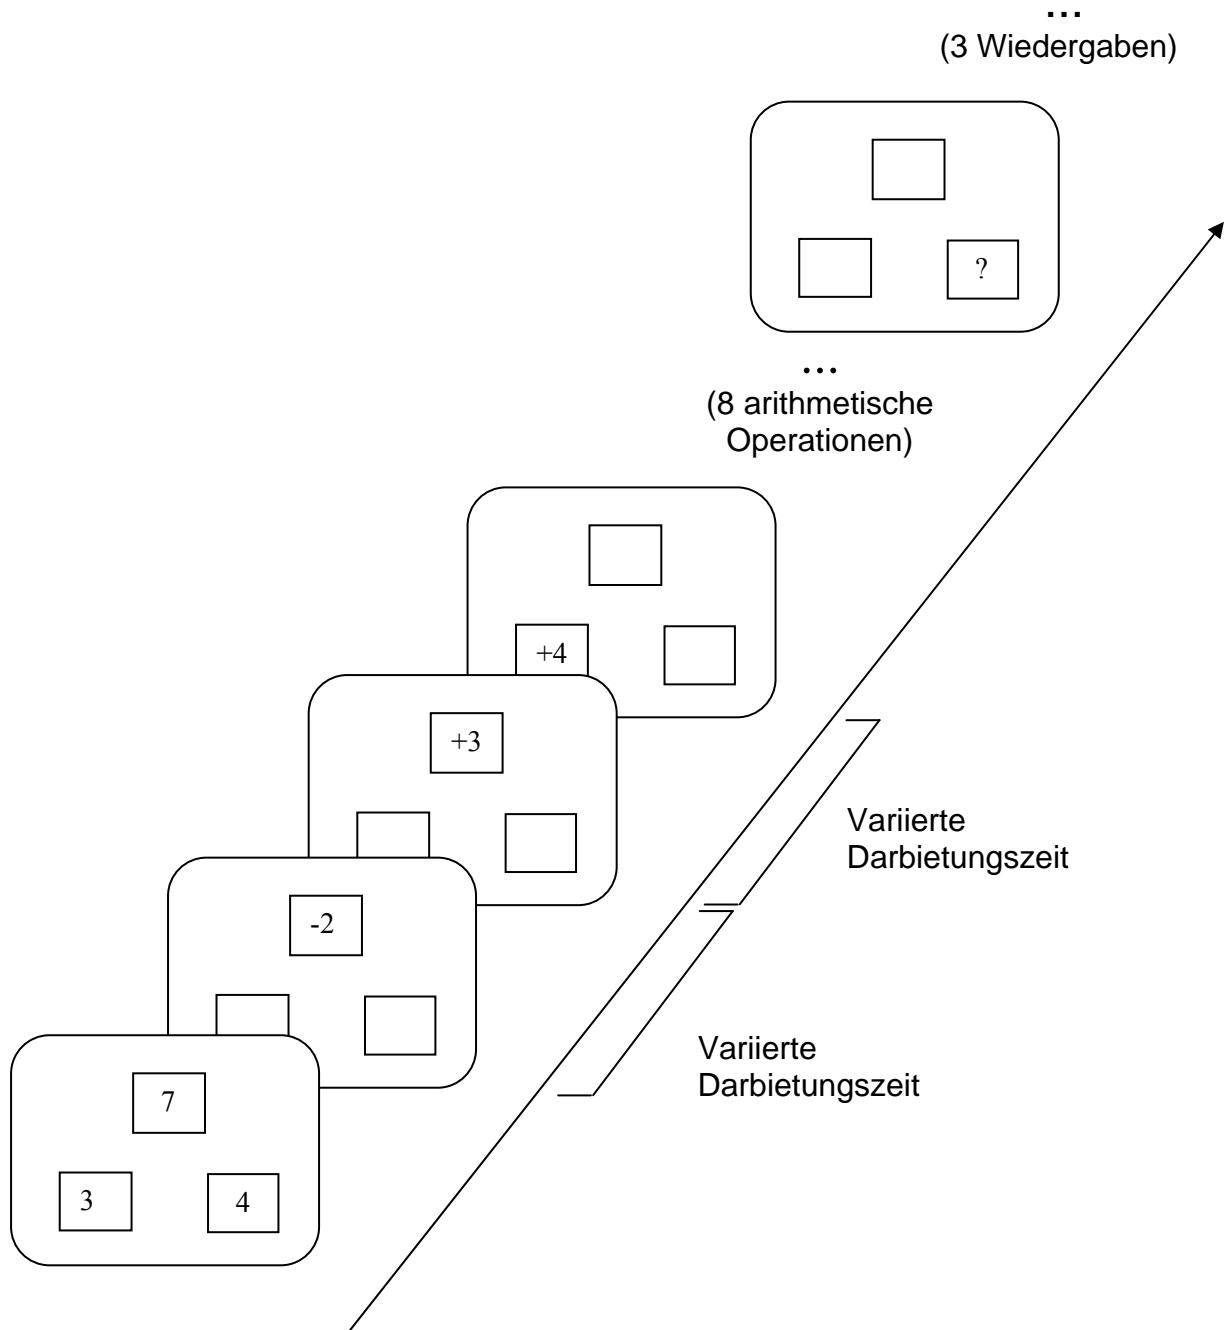 ...
(3 Wiedergaben)
?
...
(8 arithmetische
Operationen)
+4
+3
Variierte
Darbietungszeit
-2
Variierte
Darbietungszeit
7
3 4